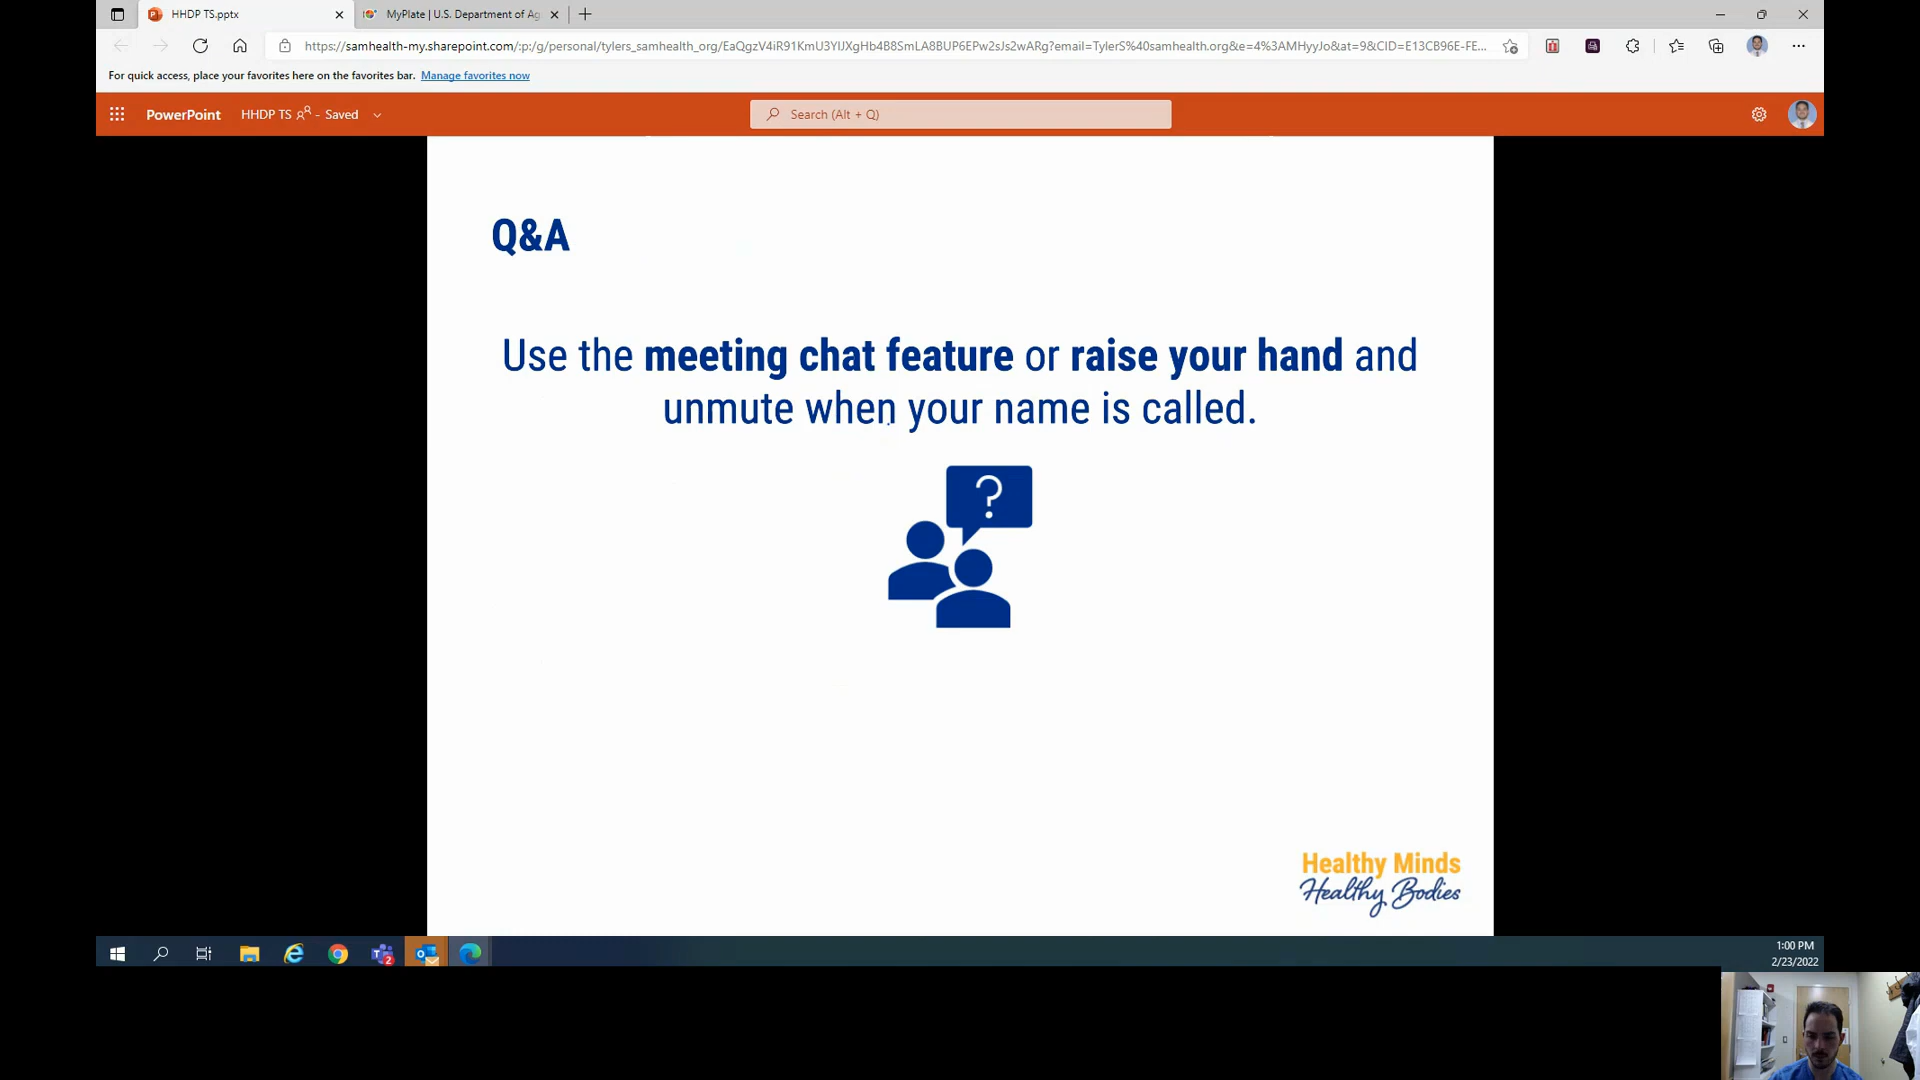 HHDP TS.pptx
MyPlate | U.S. Department of Ag
https://samhealth-my.sharepoint.com/:p:/g/personal/tylers_samhealth_org/EaQgzV4iR91KmU3YIJXgHb4B8SmLA8BUP6EPw2sJs2wARg?email=TylerS%40samhealth.org&e=4%3AMHyyJo&at=9&CID=E13CB96E-FE...
For quick access, place your favorites here on the favorites bar. Manage favorites now
PowerPoint HHDP TS - Saved
Search (Alt + Q)
Q&A
Use the meeting chat feature or raise your hand and
unmute when your name is called.
?
Healthy Minds
Healthy Bodies
2
1:00 PM
2/23/2022